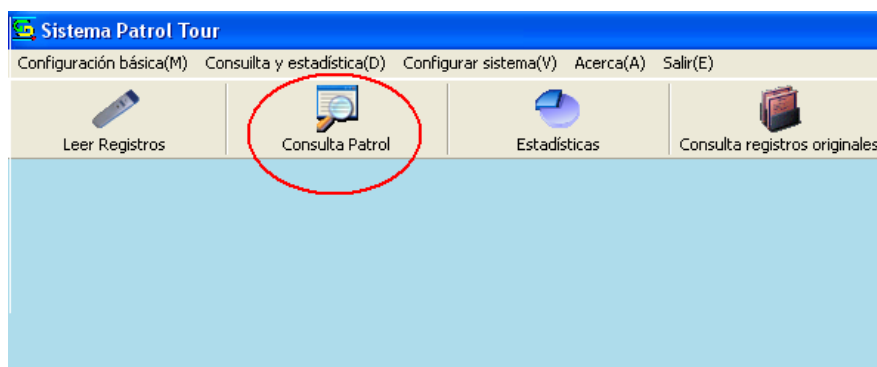 Sistema Patrol Tour
Configuración básica(M) Consuilta y estadística(D) Configurar sistema(V) Acerca(A) Salir(E)
Leer Registros Consulta Patrol Estadísticas Consulta registros originales